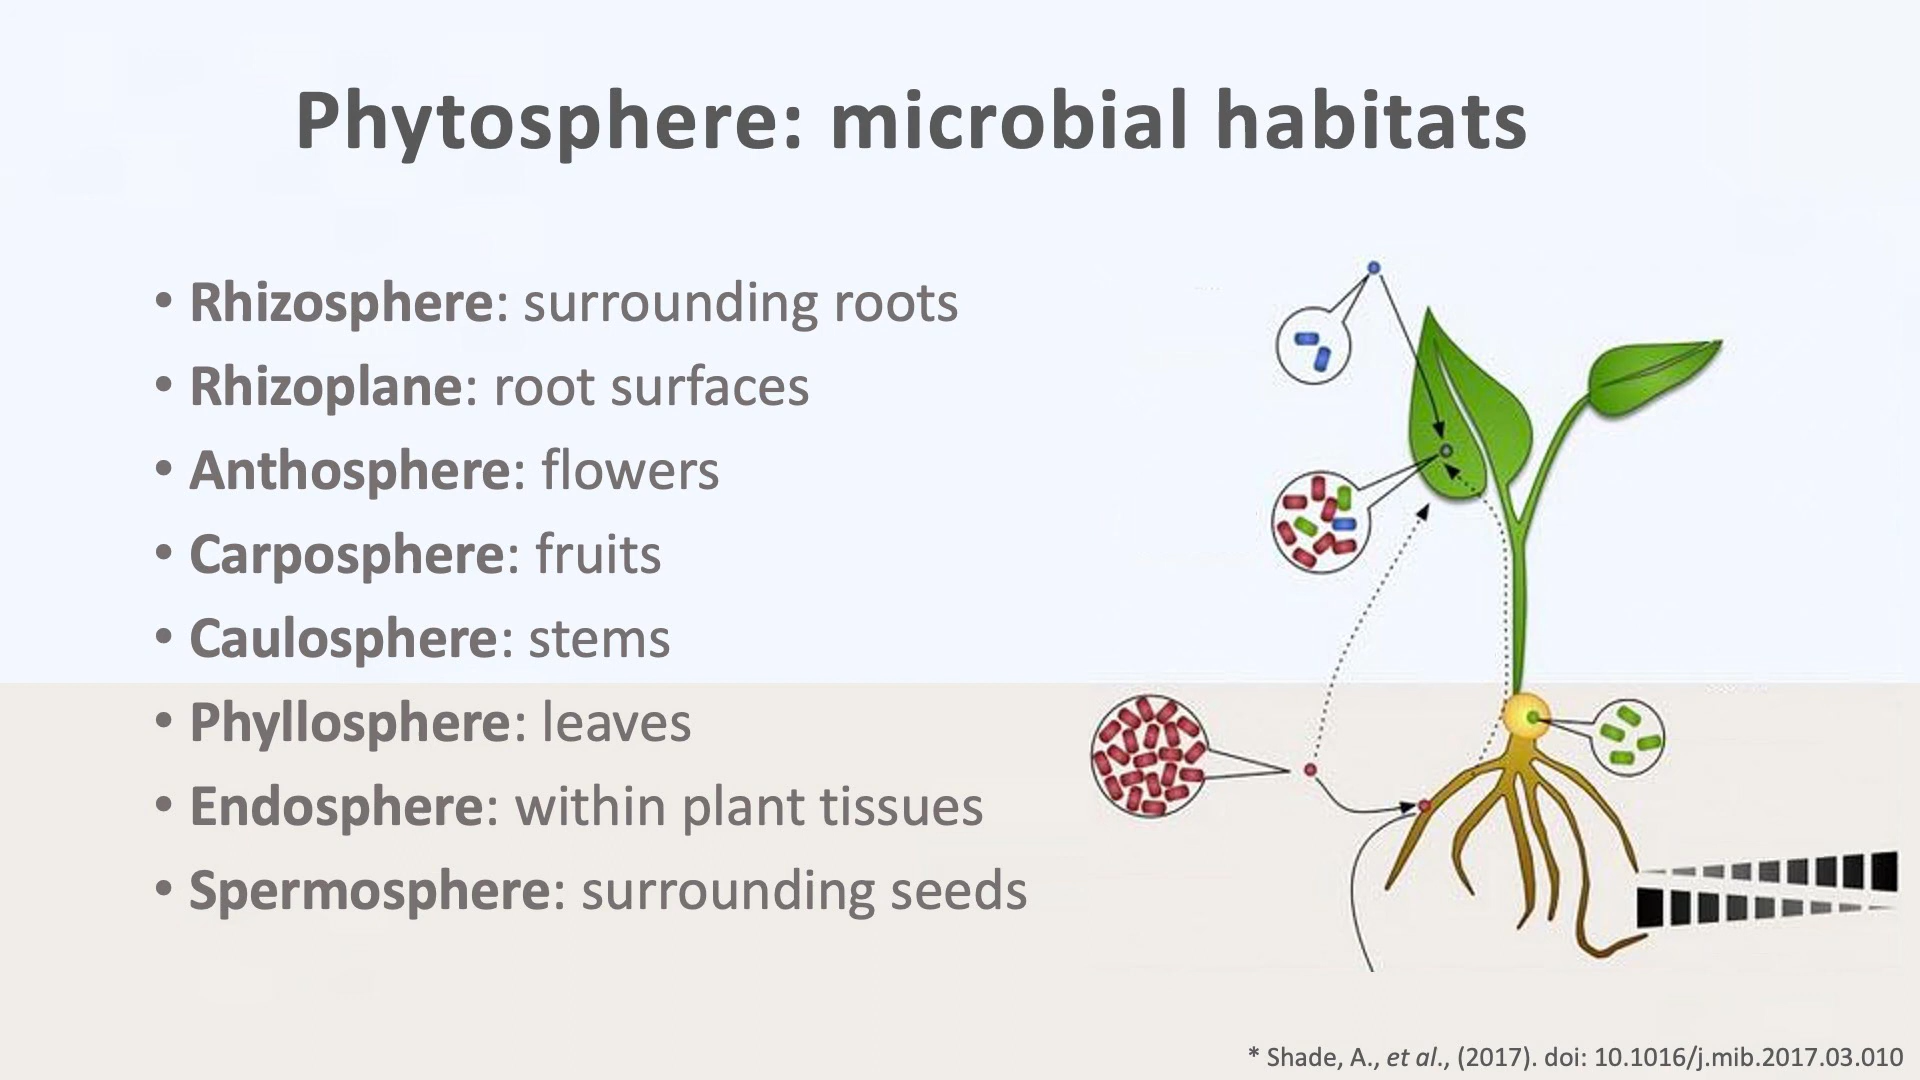 Phytosphere: microbial habitats
• Rhizosphere: surrounding roots
• Rhizoplane: root surfaces
• Anthosphere: flowers
• Carposphere: fruits
• Caulosphere: stems
• Phyllosphere: leaves
• Endosphere: within plant tissues
• Spermosphere: surrounding seeds
* Shade, A., et al., (2017). doi: 10.1016/j.mib.2017.03.010